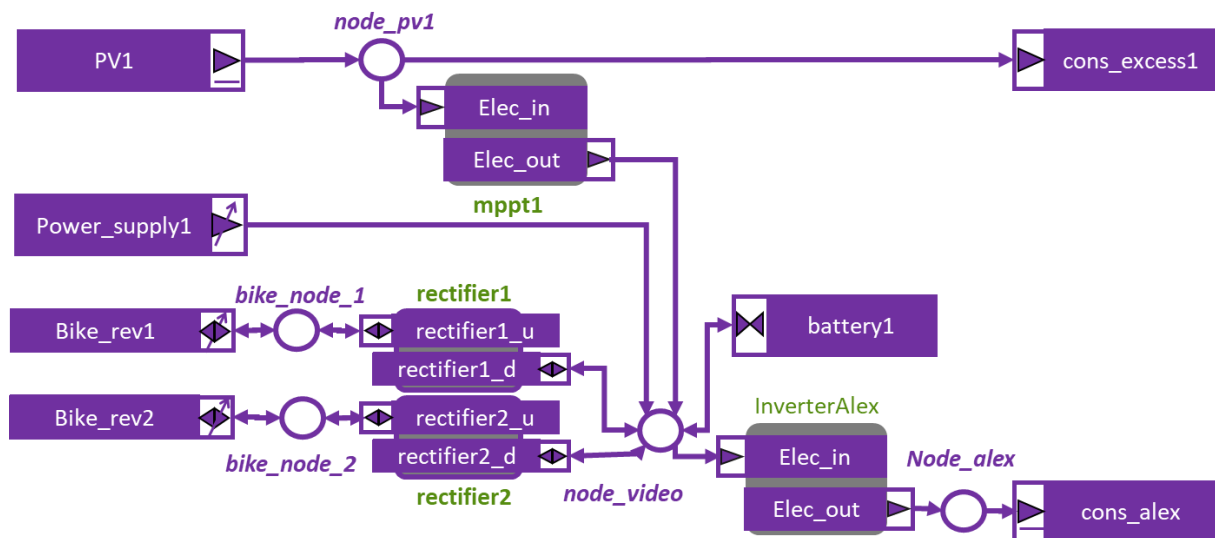 node_pv1
PV1
cons_excess1
Elec_in
Elec_out
mppt1
Power_supply1
bike_node_1
rectifier1
Bike_rev1
rectifier1_u
battery1
rectifier1_d
Bike_rev2
rectifier2_u
InverterAlex
rectifier2_d
bike_node_2
rectifier2
node_video
Elec_in
Node_alex
Elec_out
cons_alex